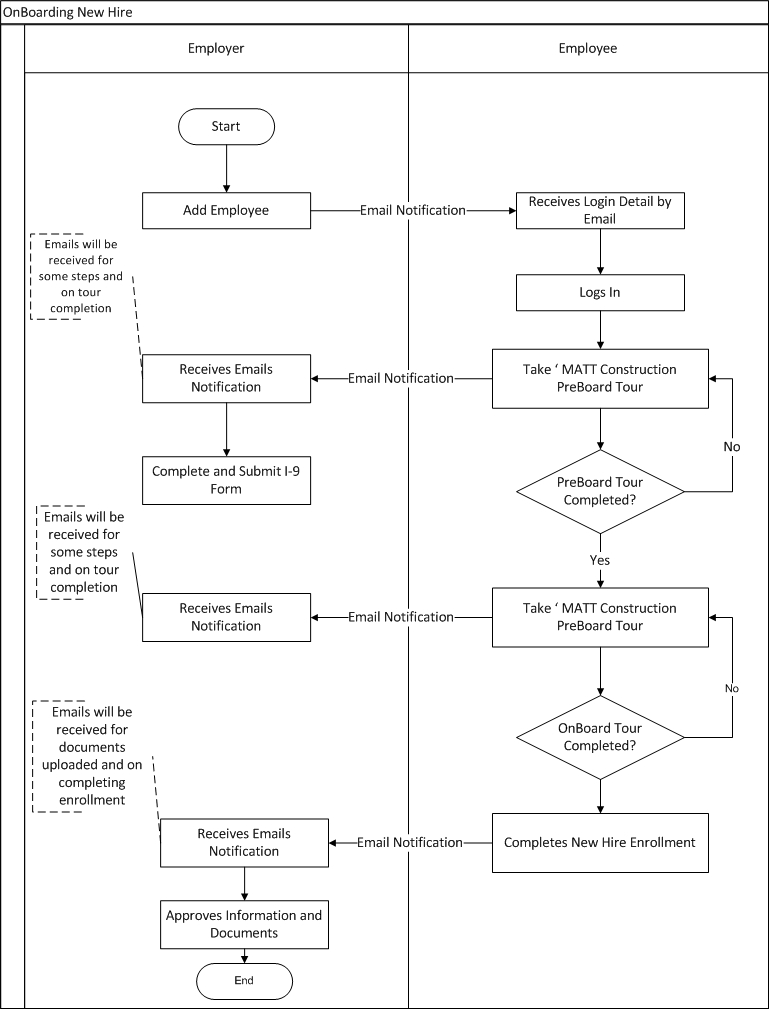 OnBoarding New Hire
Employer
Employee
Start
Add Employee
Email Notification
Receives Login Detail by
Email
Emails will be
received for
some steps and
on tour
completion
Logs In
Receives Emails
Notification
Email Notification
Take ‘ MATT Construction
PreBoard Tour
No
Complete and Submit I-9
Form
PreBoard Tour
Completed?
Emails will be
received for
some steps
and on tour
completion
Yes
Receives Emails
Notification
Email Notification
Take ‘ MATT Construction
PreBoard Tour
No
Emails will be
received for
documents
uploaded and on
completing
enrollment
OnBoard Tour
Completed?
Receives Emails
Notification
Email Notification
Completes New Hire Enrollment
Approves Information and
Documents
End